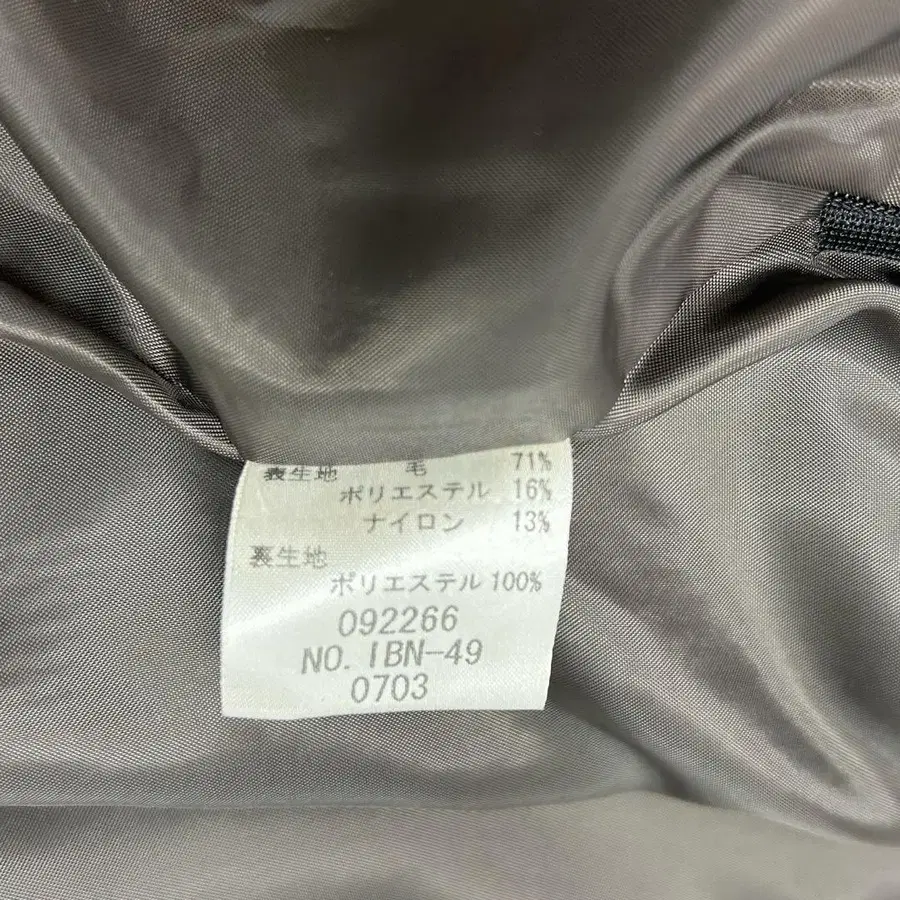 表生地 毛 71%
ポリエステル 16%
ナイロン 13%
裏生地
ポリエステル 100%
092266
NO. IBN-49
0703